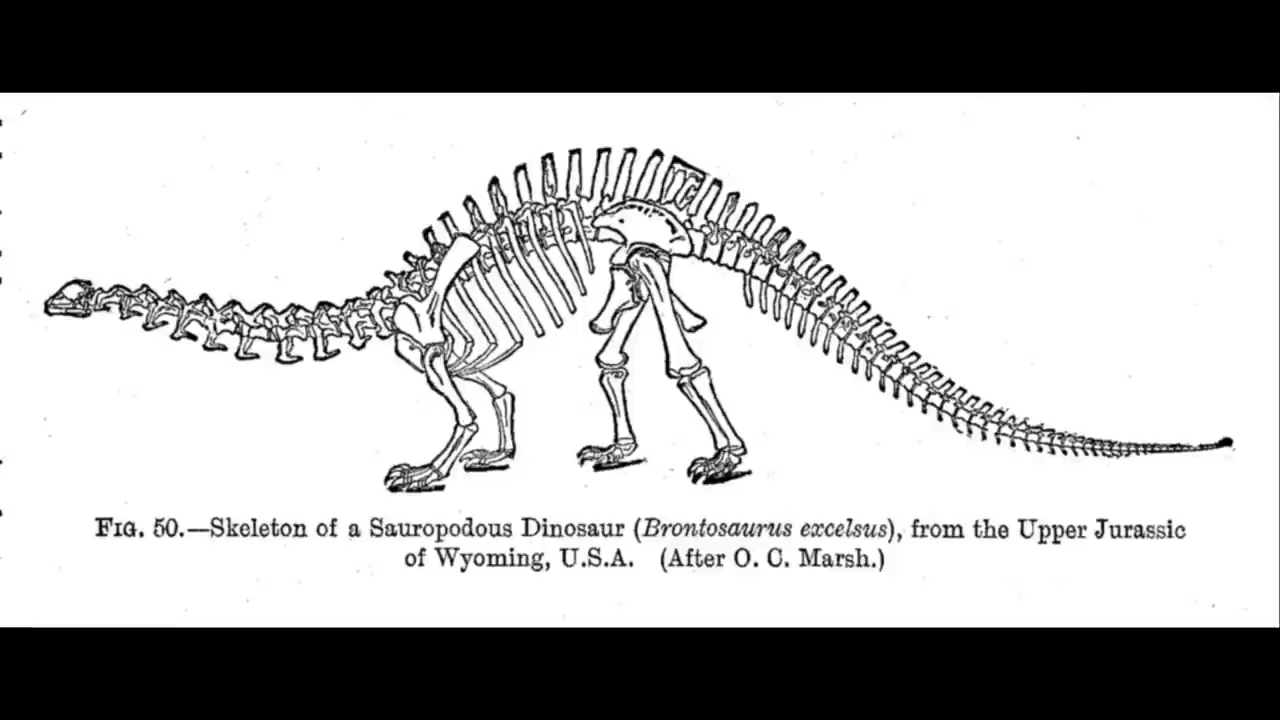 FIG. 50.—Skeleton of a Sauropodous Dinosaur (Brontosaurus excelsus), from the Upper Jurassic
of Wyoming, U.S.A. (After O. C. Marsh.)